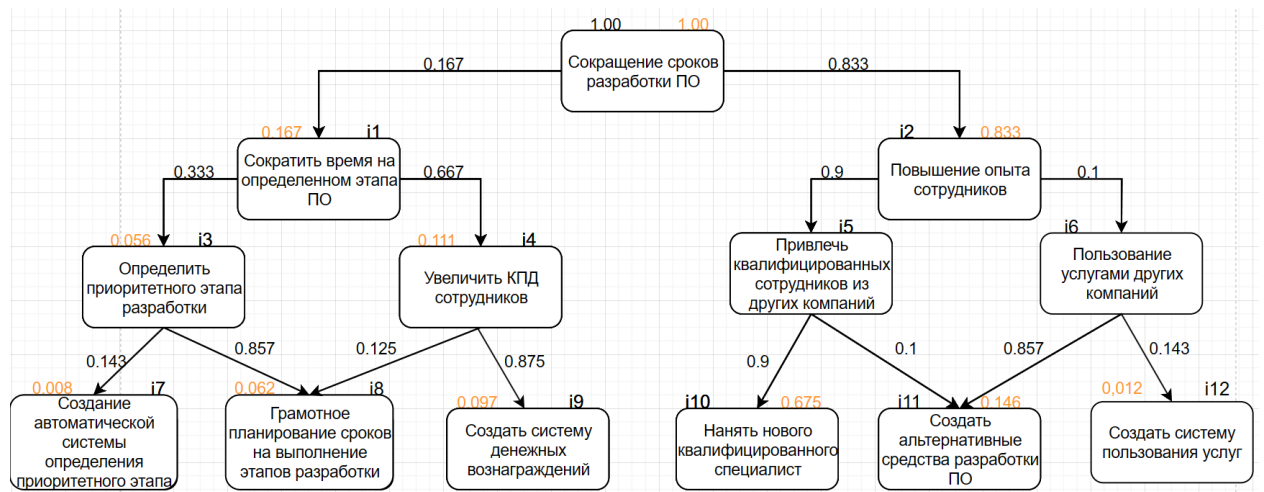 1.00 1.00
Сокращение сроков
разработки ПО
0.167 0.833
0.167 i1
Сократить время на
определенном этапа
ПО
i2 0.833
Повышение опыта
сотрудников
0.333 0.667
0.9 0.1
0.056 i3
Определить
приоритетного этапа
разработки
0.111 i4
Увеличить КПД
сотрудников
i5
Привлечь
квалифицированных
сотрудников из
других компаний
i6
Пользование
услугами других
компаний
0.143 0.857 0.125 0.875
0.9 0.1 0.857 0.143
0.008 i7
Создание
автоматической
системы
определения
приоритетного этапа
0.062 i8
Грамотное
планирование сроков
на выполнение
этапов разработки
0.097 i9
Создать систему
денежных
вознаграждений
i10 0.675
Нанять нового
квалифицированного
специалист
i11 0.146
Создать
альтернативные
средства разработки
ПО
0,012 i12
Создать систему
пользования услуг